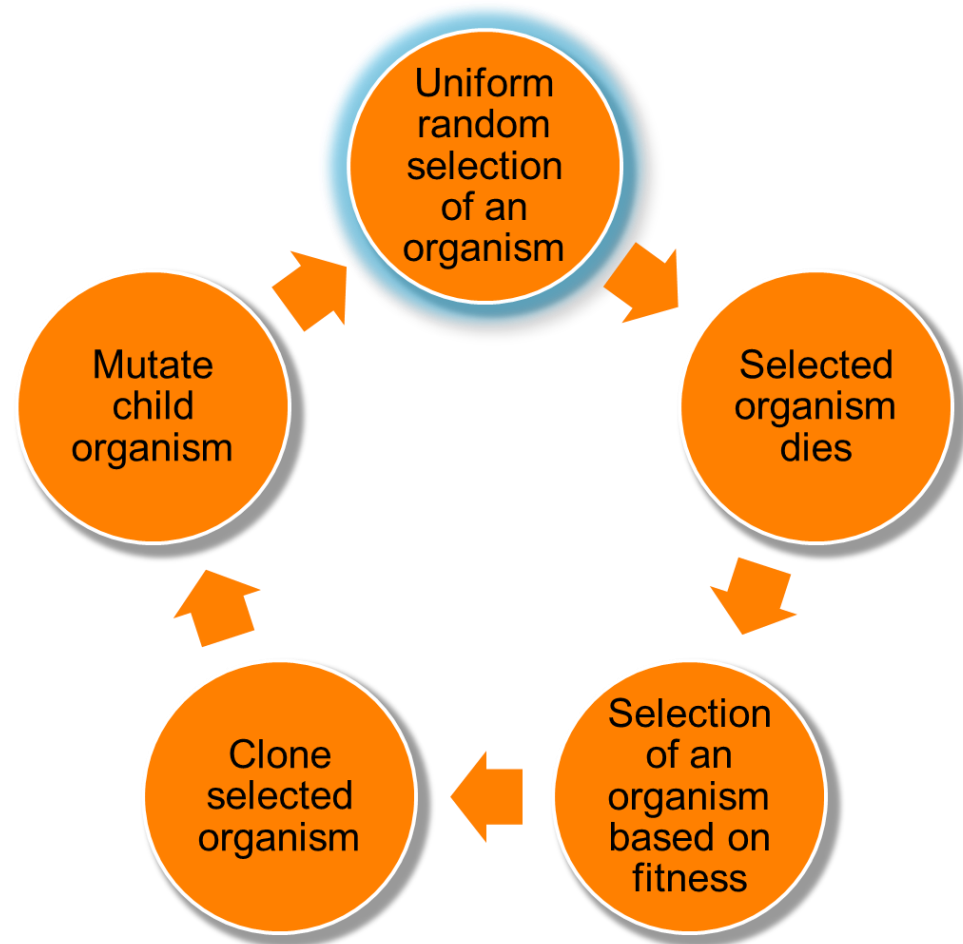 Uniform
random
selection
of an
organism
Selected
organism
dies
Selection
of an
organism
based on
fitness
Clone
selected
organism
Mutate
child
organism